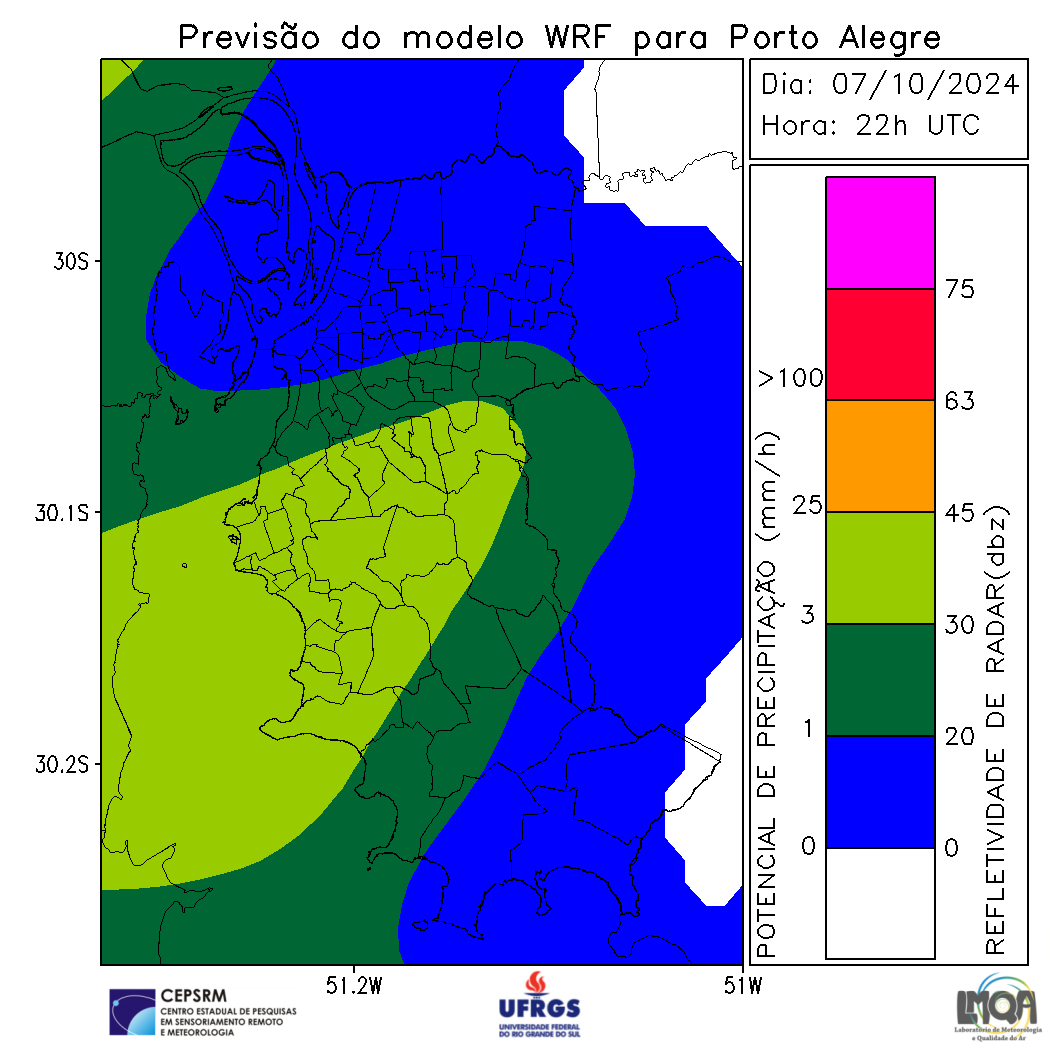 Previsão do modelo WRF para Porto Alegre
Dia: 07/10/2024
Hora: 22h UTC
30S
30.1S
30.2S
51.2W
51W
POTENCIAL DE PRECIPITAÇÃO (mm/h)
>100
25
3
1
0
75
63
45
30
20
0
REFLETIVIDADE DE RADAR(dbz)
CEPSRM
CENTRO ESTADUAL DE PESQUISAS
EM SENSORIAMENTO REMOTO
E METEOROLOGIA
UFRGS
UNIVERSIDADE FEDERAL
DO RIO GRANDE DO SUL
LMQA
Laboratório de Meteorologia
e Qualidade do Ar